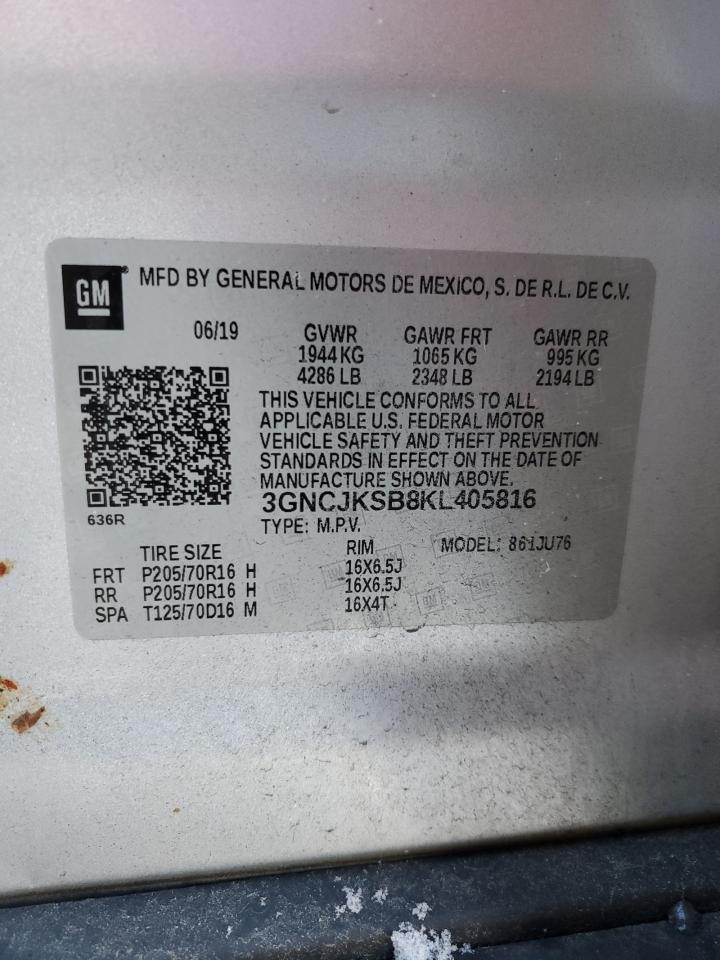 GM
MFD BY GENERAL MOTORS DE MEXICO, S. DE R.L. DE C.V.
06/19 GVWR GAWR FRT GAWR RR
1944 KG 1065 KG 995 KG
4286 LB 2348 LB 2194 LB
THIS VEHICLE CONFORMS TO ALL
APPLICABLE U.S. FEDERAL MOTOR
VEHICLE SAFETY AND THEFT PREVENTION
STANDARDS IN EFFECT ON THE DATE OF
MANUFACTURE SHOWN ABOVE.
3GNCJKSB8KL405816
636R
TYPE: M.P.V.
TIRE SIZE RIM MODEL: 861JU76
FRT P205/70R16 H 16X6.5J
RR P205/70R16 H 16X6.5J
SPA T125/70D16 M 16X4T